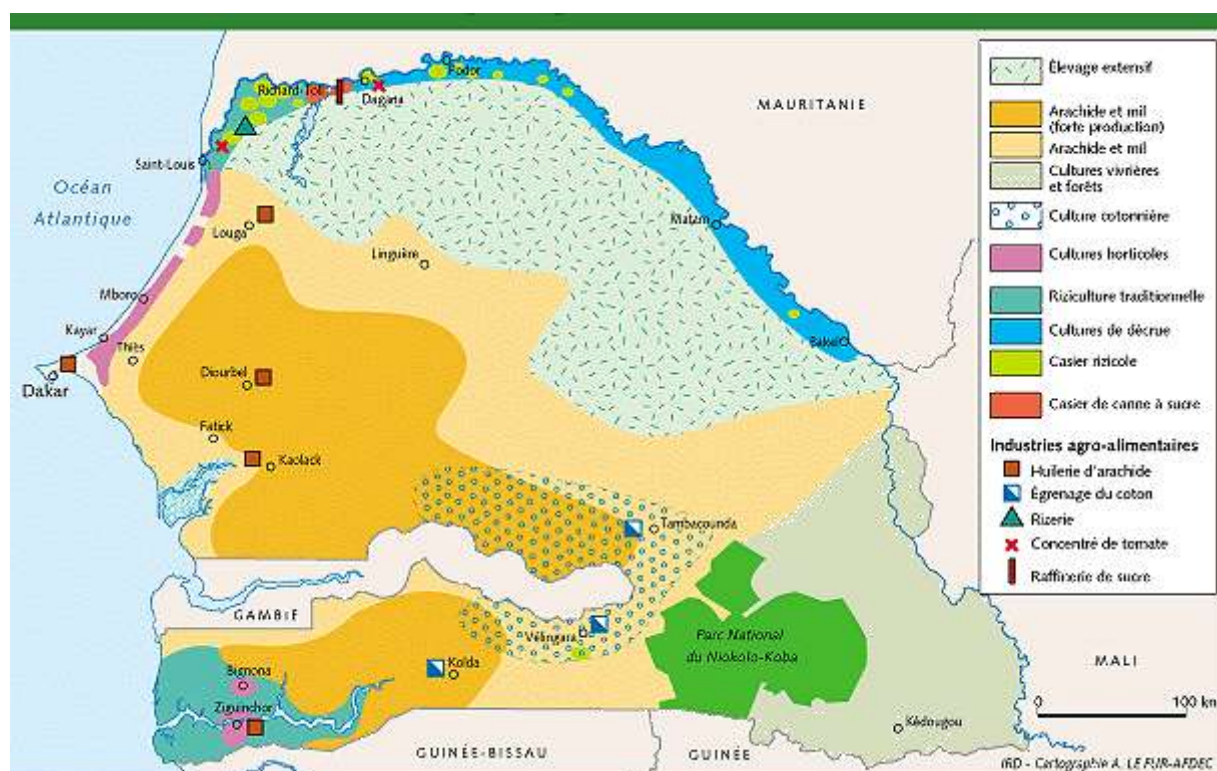 Richard-Toll
Dagana
Podor
MAURITANIE
Saint-Louis
Océan
Atlantique
Louga
Linguère
Matam
Mboro
Kayar
Thiès
Dakar
Diourbel
Bakel
Fatick
Kaolack
Tambacounda
GAMBIE
Vélingara
Parc National
du Niokolo-Koba
MALI
Bignona
Kolda
Ziguinchor
Kédougou
GUINÉE-BISSAU
GUINÉE
Élevage extensif
Arachide et mil
(forte production)
Arachide et mil
Cultures vivrières
et forêts
Culture cotonnière
Cultures horticoles
Riziculture traditionnelle
Cultures de décrue
Casier rizicole
Casier de canne à sucre
Industries agro-alimentaires
Huilerie d'arachide
Égrenage du coton
Rizerie
Concentré de tomate
Raffinerie de sucre
0 100 km
IRD - Cartographie A. LE FUR-AFDEC